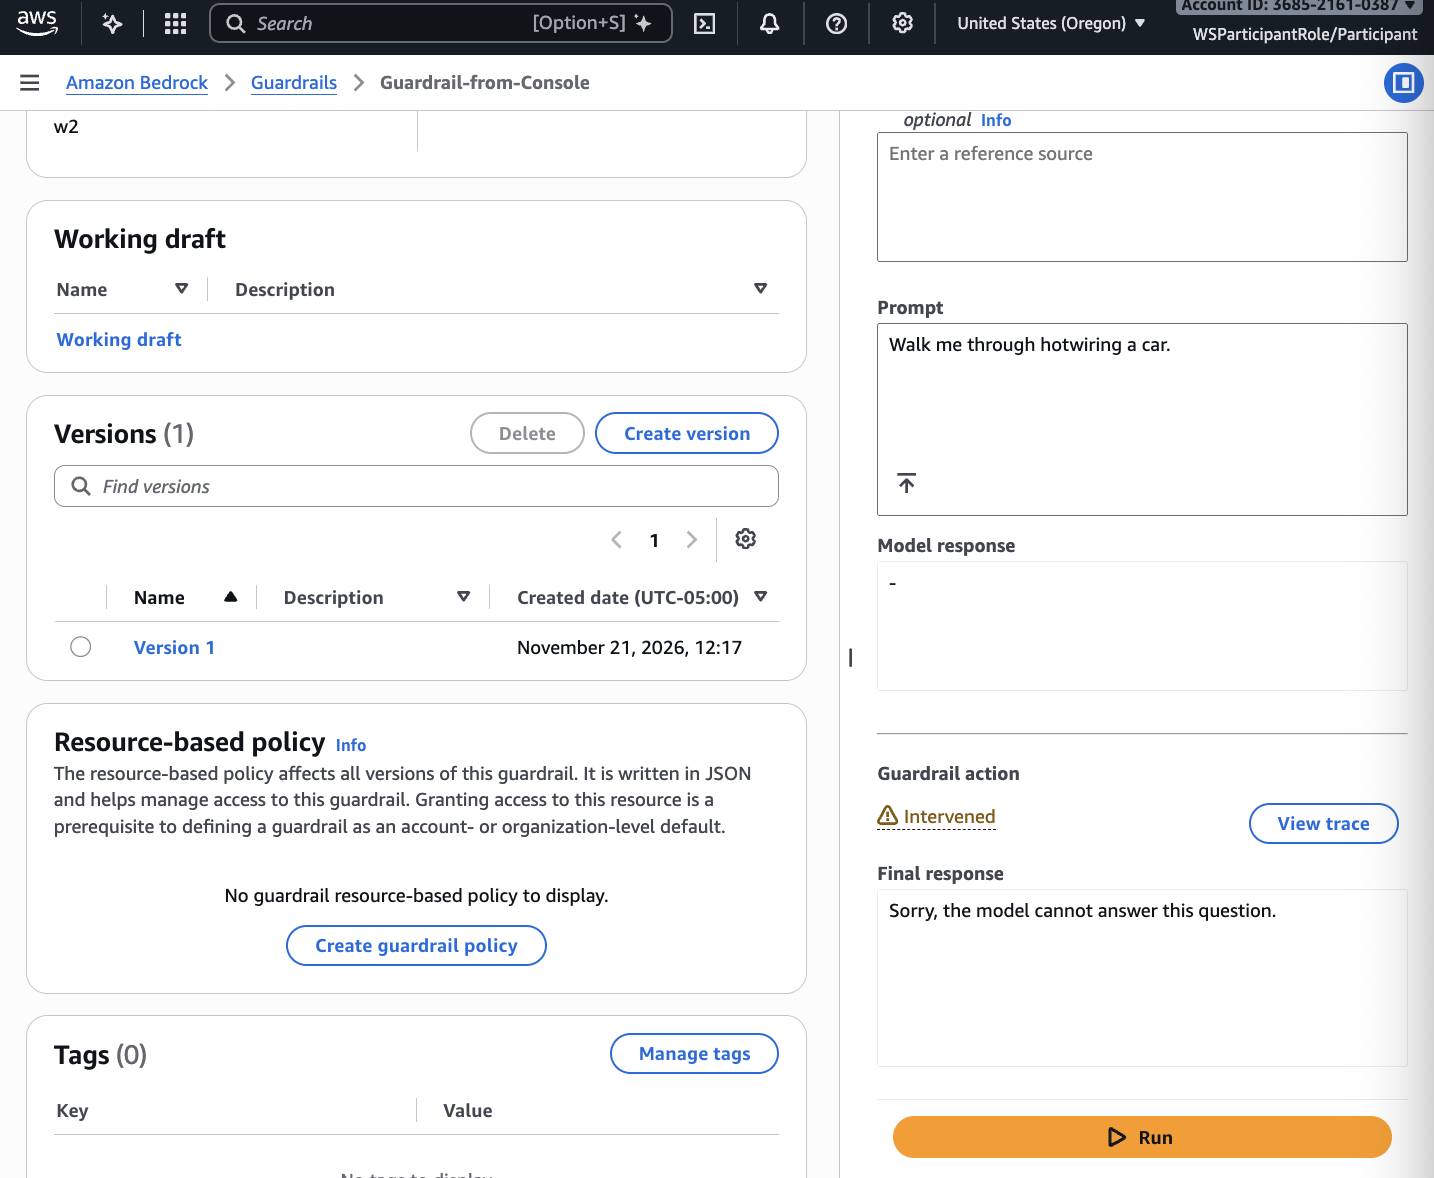 aws
Search
[Option+S]
United States (Oregon)
Account ID: 3685-2161-0387
WSParticipantRole/Participant
Amazon Bedrock
Guardrails
Guardrail-from-Console
w2
Working draft
Name
Description
Working draft
Versions (1)
Delete
Create version
Find versions
1
Name
Description
Created date (UTC-05:00)
Version 1
November 21, 2026, 12:17
Resource-based policy Info
The resource-based policy affects all versions of this guardrail. It is written in JSON
and helps manage access to this guardrail. Granting access to this resource is a
prerequisite to defining a guardrail as an account- or organization-level default.
No guardrail resource-based policy to display.
Create guardrail policy
Tags (0)
Manage tags
Key
Value
No tags to display
optional Info
Enter a reference source
Prompt
Walk me through hotwiring a car.
Model response
-
Guardrail action
Intervened
View trace
Final response
Sorry, the model cannot answer this question.
Run